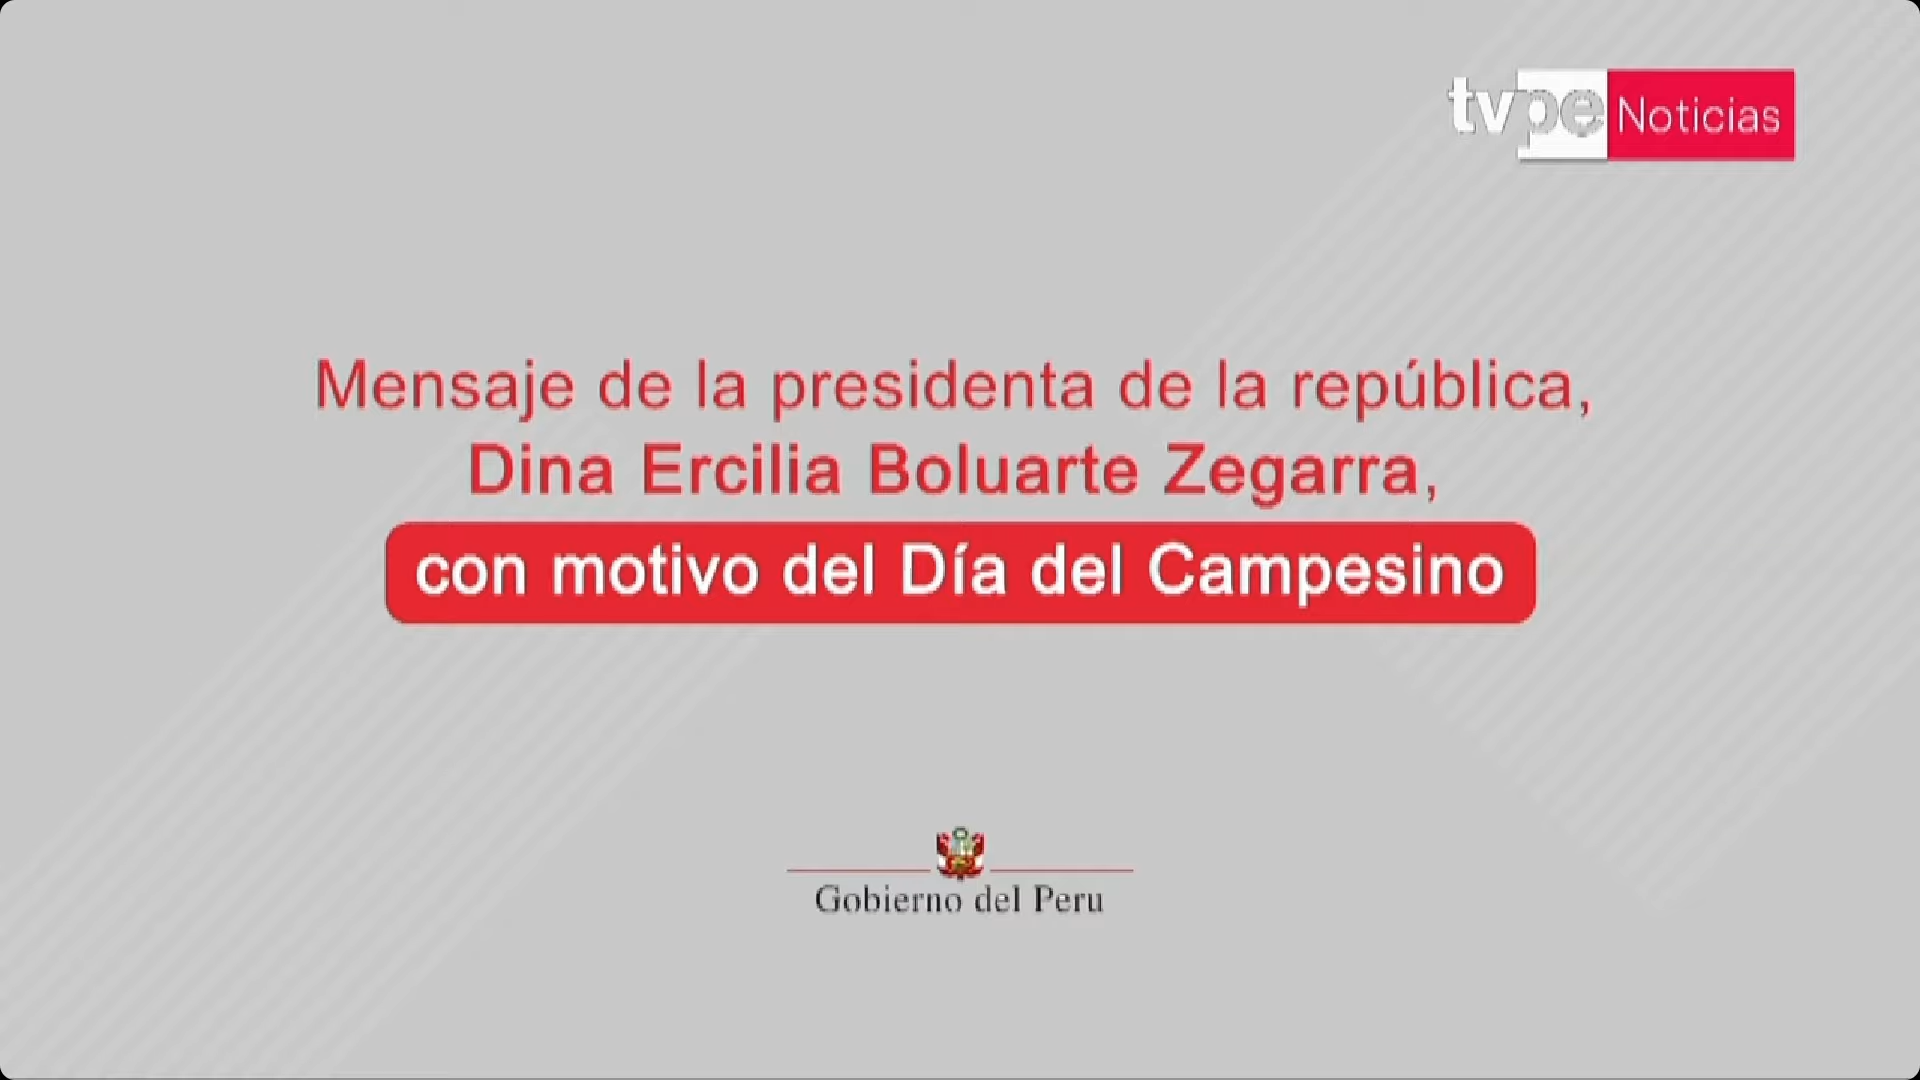 tvpe Noticias
Mensaje de la presidenta de la república,
Dina Ercilia Boluarte Zegarra,
con motivo del Día del Campesino
Gobierno del Peru